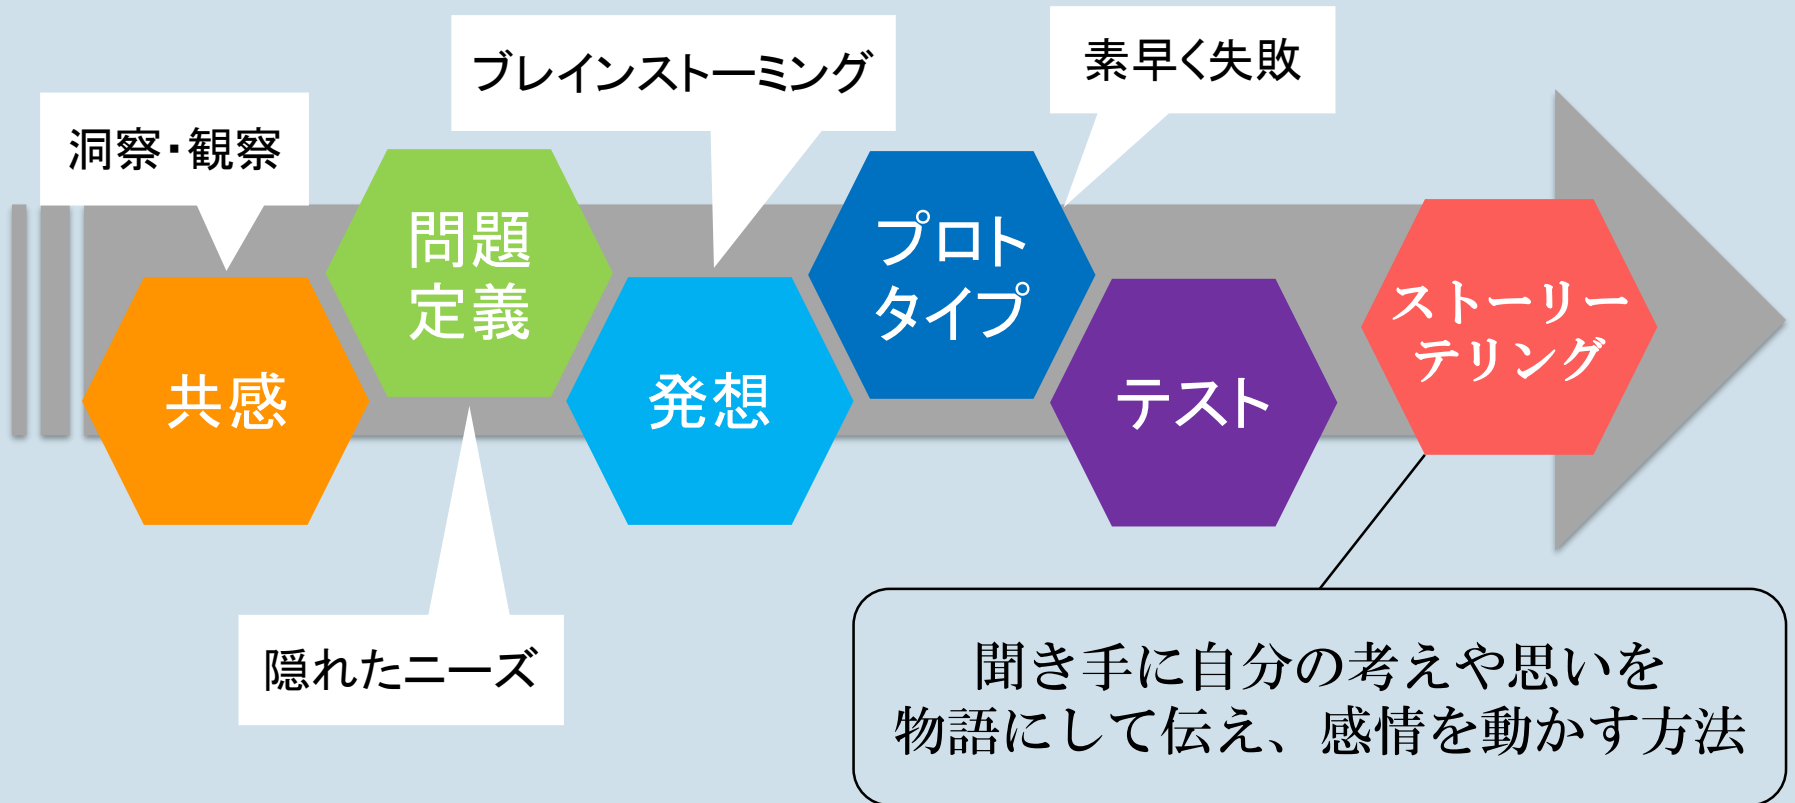 洞察・観察
ブレインストーミング
素早く失敗
共感
問題
定義
発想
プロト
タイプ
テスト
ストーリー
テリング
隠れたニーズ
聞き手に自分の考えや思いを
物語にして伝え、感情を動かす方法